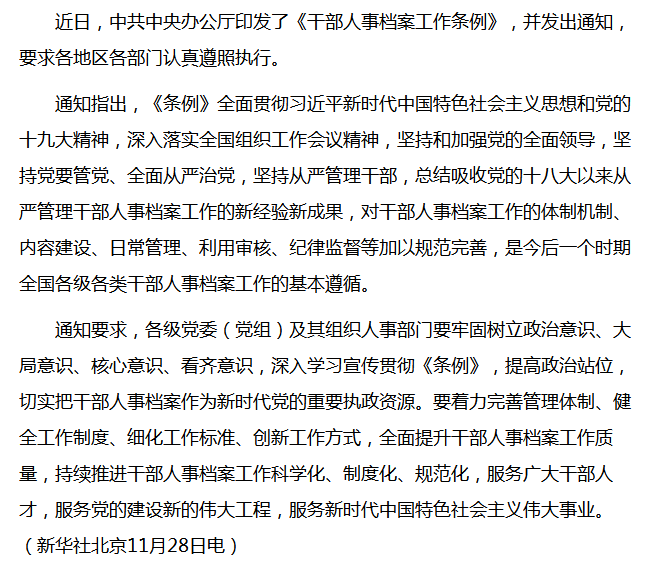 近日，中共中央办公厅印发了《干部人事档案工作条例》，并发出通知，
要求各地区各部门认真遵照执行。
通知指出，《条例》全面贯彻习近平新时代中国特色社会主义思想和党的
十九大精神，深入落实全国组织工作会议精神，坚持和加强党的全面领导，坚
持党要管党、全面从严治党，坚持从严管理干部，总结吸收党的十八大以来从
严管理干部人事档案工作的新经验新成果，对干部人事档案工作的体制机制、
内容建设、日常管理、利用审核、纪律监督等加以规范完善，是今后一个时期
全国各级各类干部人事档案工作的基本遵循。
通知要求，各级党委（党组）及其组织人事部门要牢固树立政治意识、大
局意识、核心意识、看齐意识，深入学习宣传贯彻《条例》，提高政治站位，
切实把干部人事档案作为新时代党的重要执政资源。要着力完善管理体制、健
全工作制度、细化工作标准、创新工作方式，全面提升干部人事档案工作质
量，持续推进干部人事档案工作科学化、制度化、规范化，服务广大干部人
才，服务党的建设新的伟大工程，服务新时代中国特色社会主义伟大事业。
（新华社北京11月28日电）